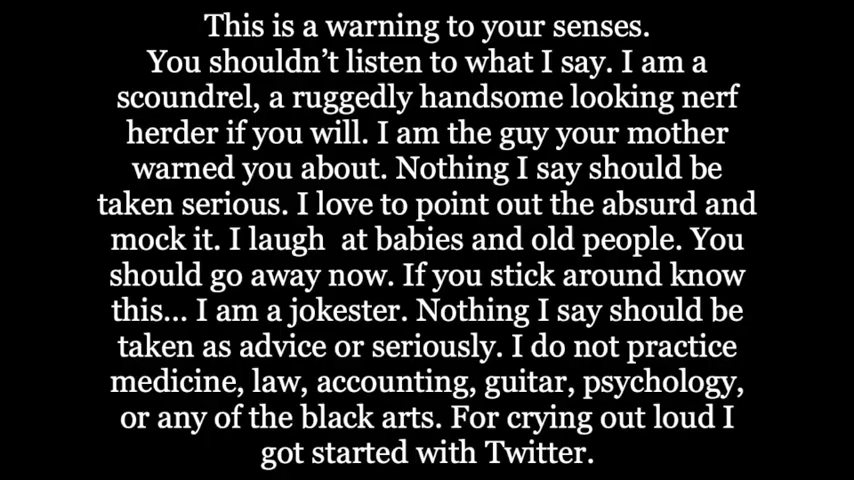 This is a warning to your senses.
You shouldn’t listen to what I say. I am a
scoundrel, a ruggedly handsome looking nerf
herder if you will. I am the guy your mother
warned you about. Nothing I say should be
taken serious. I love to point out the absurd and
mock it. I laugh  at babies and old people. You
should go away now. If you stick around know
this... I am a jokester. Nothing I say should be
taken as advice or seriously. I do not practice
medicine, law, accounting, guitar, psychology,
or any of the black arts. For crying out loud I
got started with Twitter.